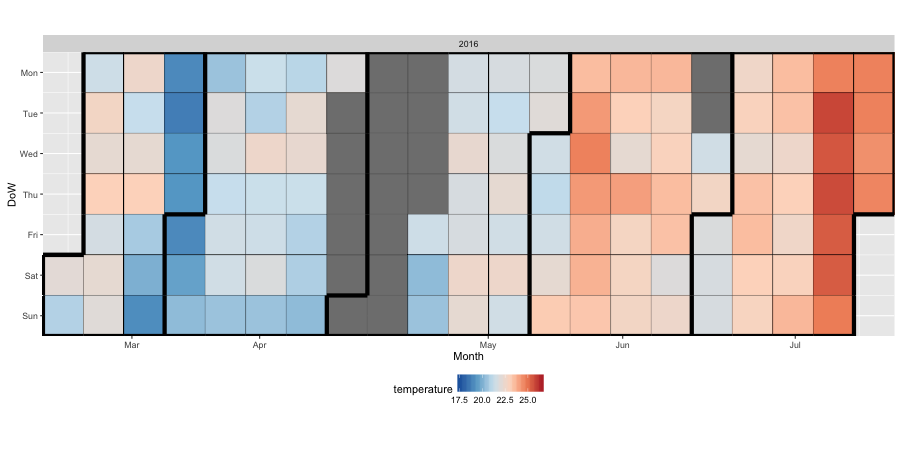 2016
Mon
Tue
Wed
Thu
Fri
Sat
Sun
DoW
Mar Apr May Jun Jul
Month
temperature
17.5 20.0 22.5 25.0